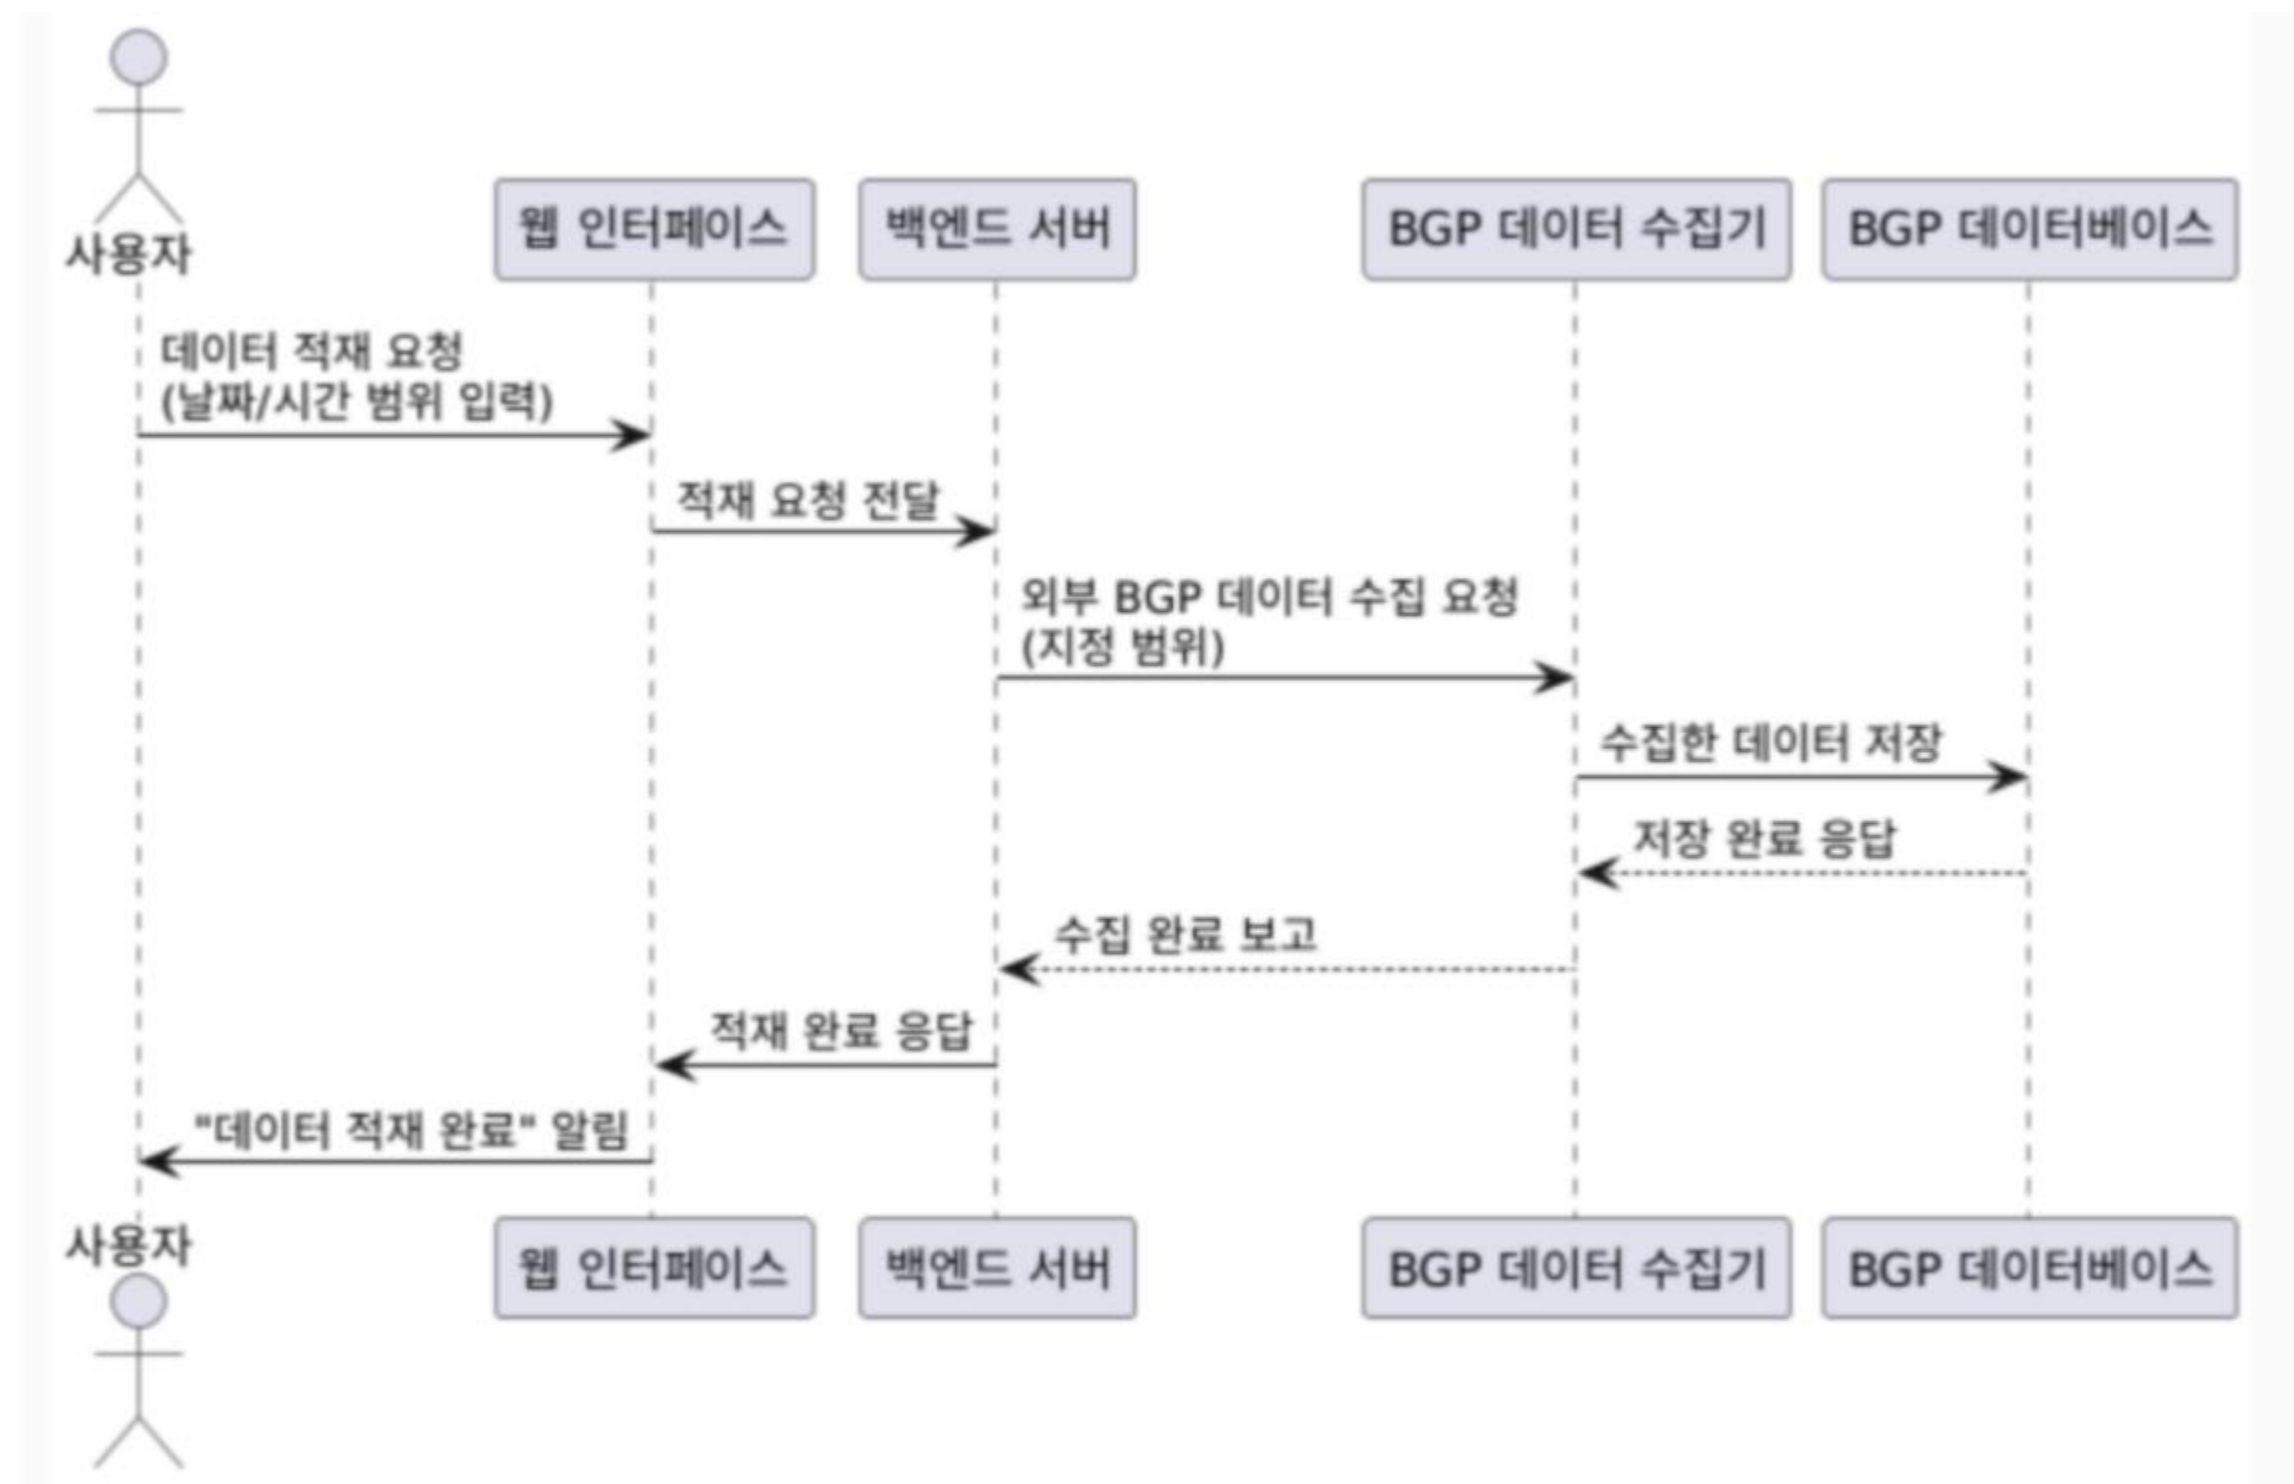 사용자
웹 인터페이스
백엔드 서버
BGP 데이터 수집기
BGP 데이터베이스
데이터 적재 요청
(날짜/시간 범위 입력)
적재 요청 전달
외부 BGP 데이터 수집 요청
(지정 범위)
수집한 데이터 저장
저장 완료 응답
수집 완료 보고
적재 완료 응답
"데이터 적재 완료" 알림
사용자
웹 인터페이스
백엔드 서버
BGP 데이터 수집기
BGP 데이터베이스